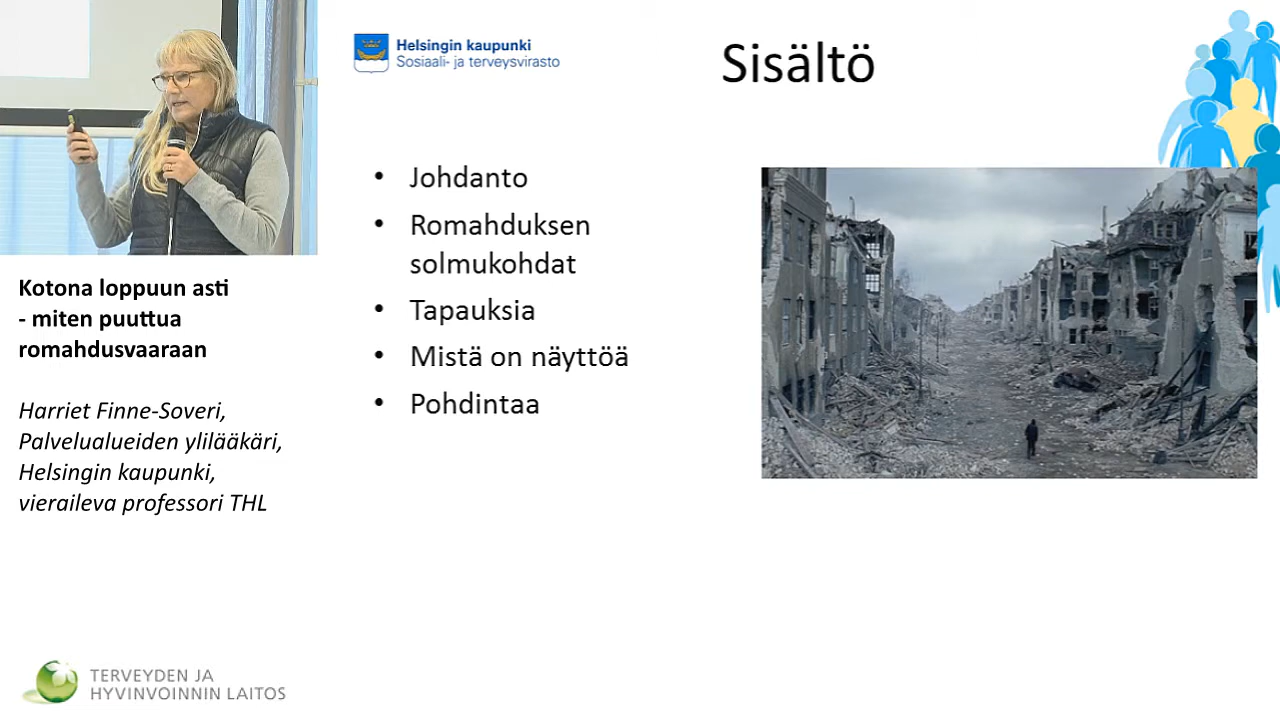 Helsingin kaupunki
Sosiaali- ja terveysvirasto
Sisältö
• Johdanto
• Romahduksen
solmukohdat
• Tapauksia
• Mistä on näyttöä
• Pohdintaa
Kotona loppuun asti
- miten puuttua
romahdusvaaraan
Harriet Finne-Soveri,
Palvelualueiden ylilääkäri,
Helsingin kaupunki,
vieraileva professori THL
TERVEYDEN JA
HYVINVOINNIN LAITOS